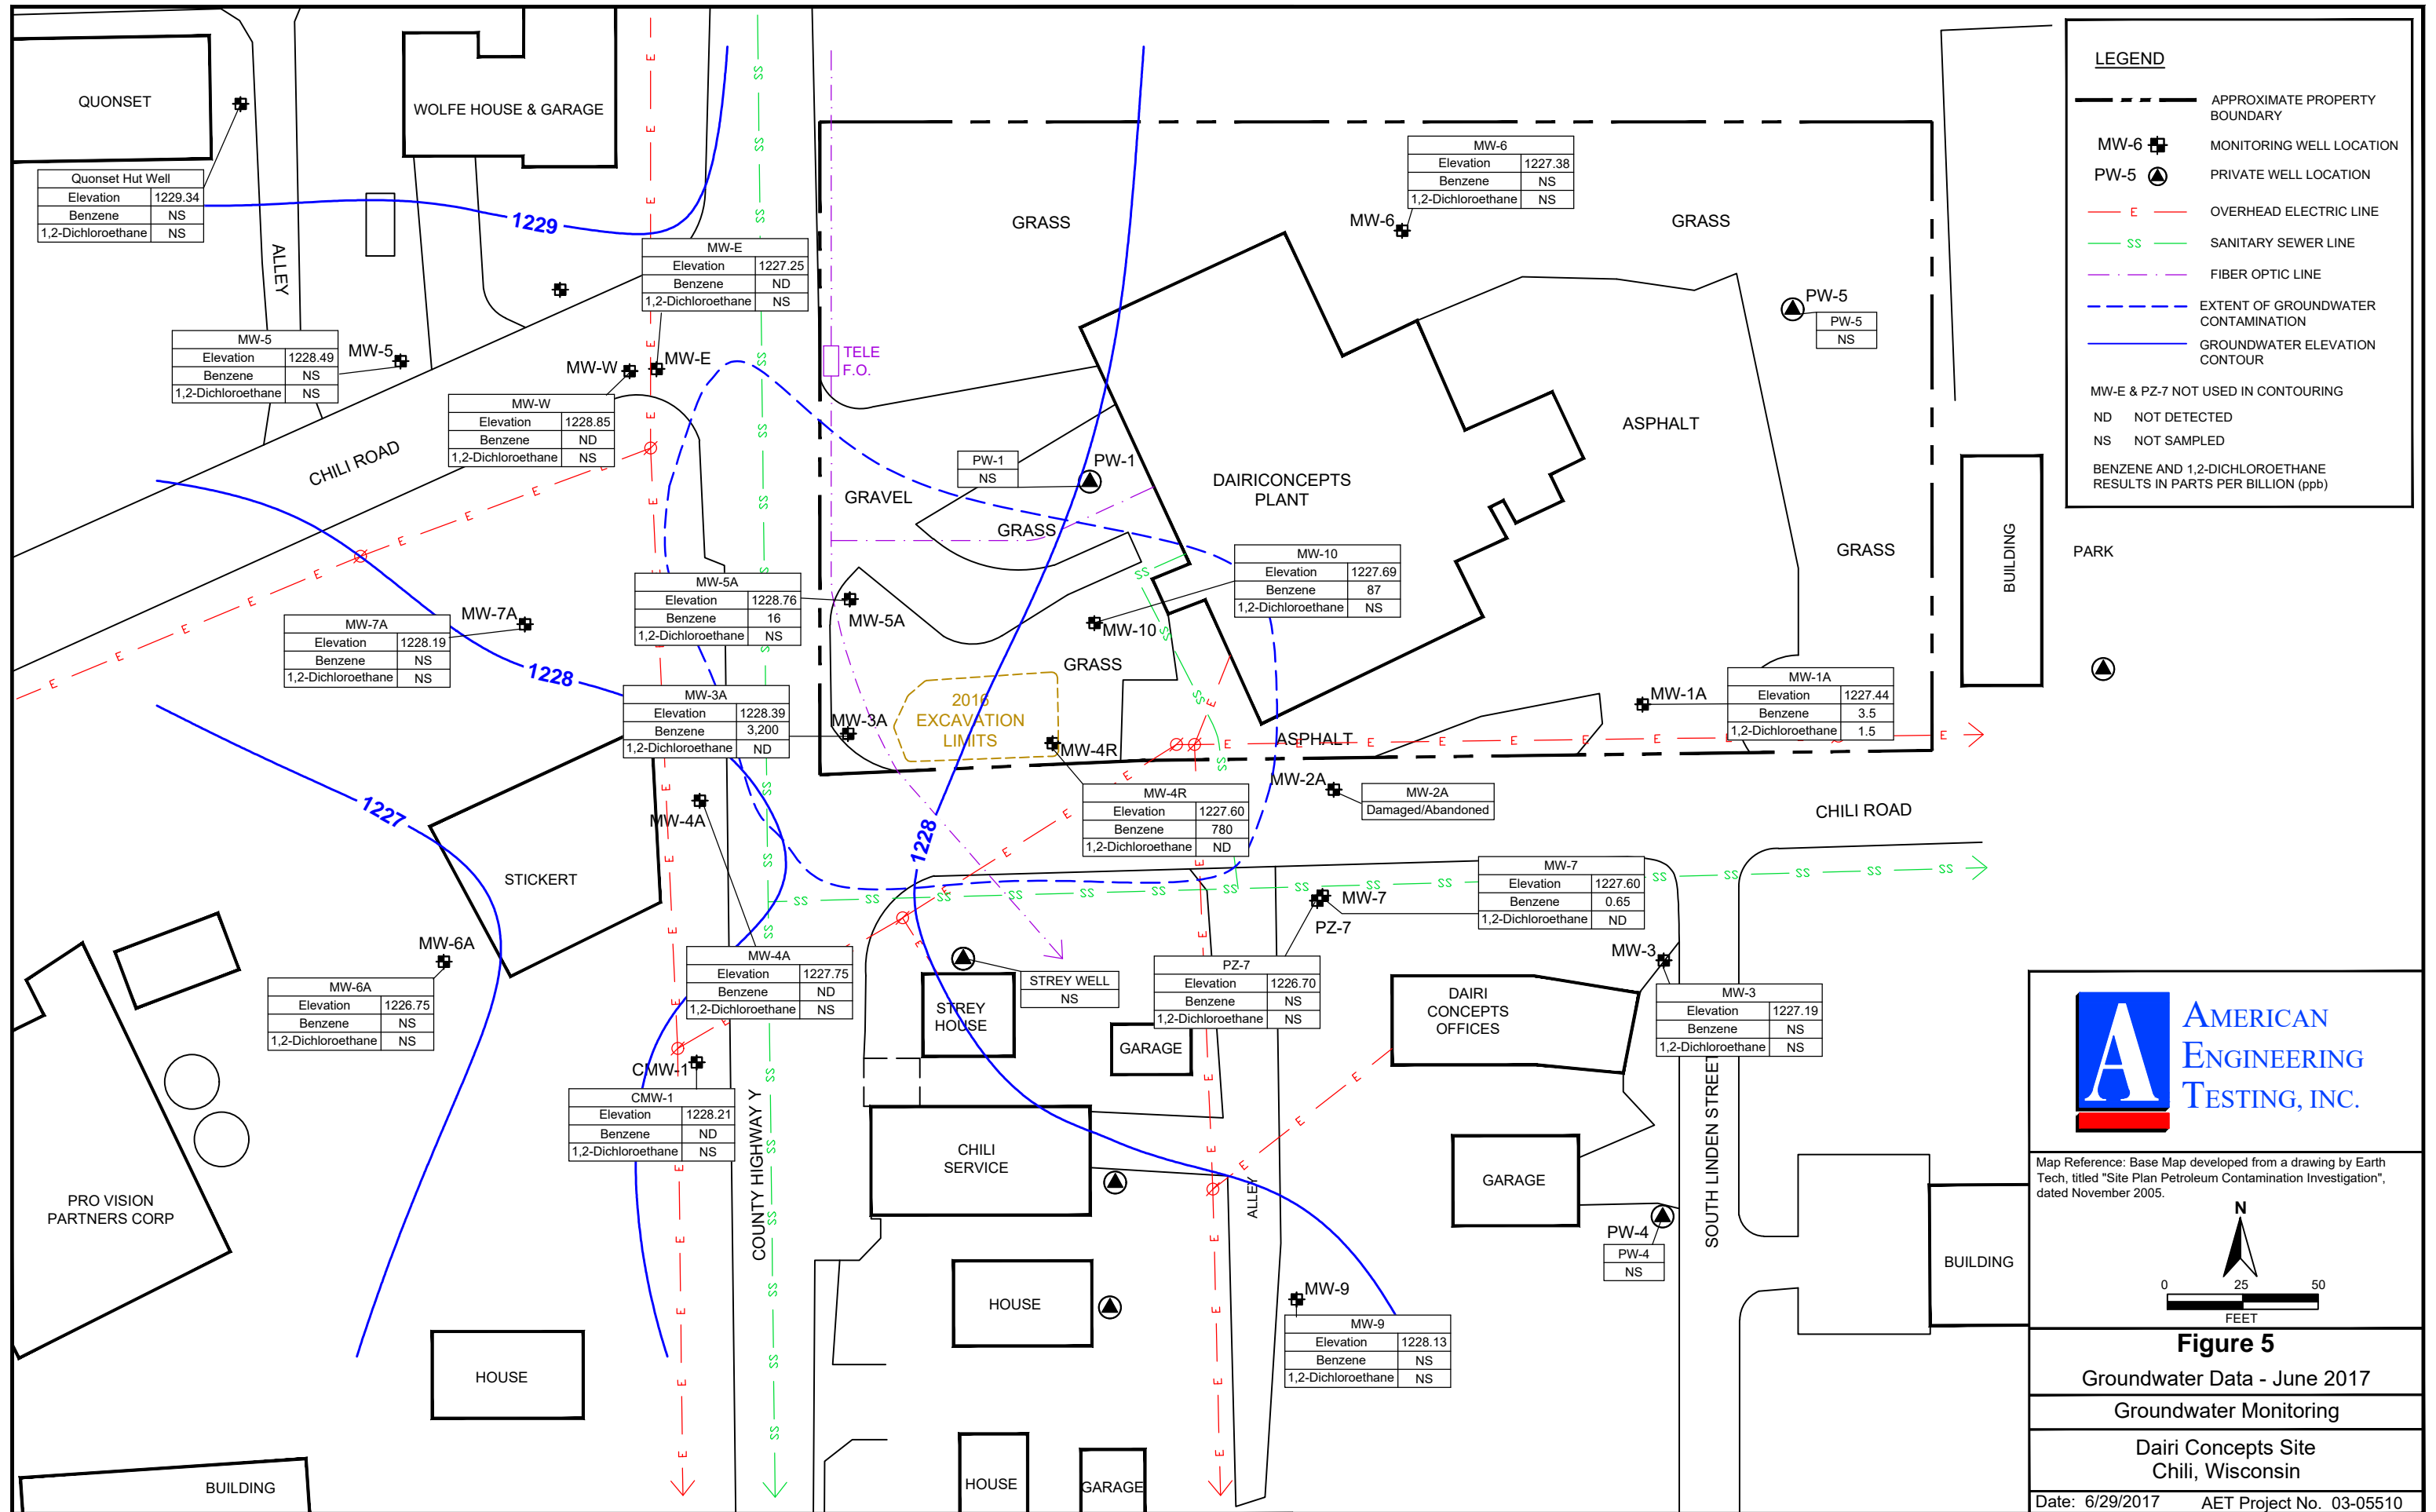 QUONSET
WOLFE HOUSE & GARAGE
Quonset Hut Well
Elevation 1229.34
Benzene NS
1,2-Dichloroethane NS
1229
ALLEY
MW-E
Elevation 1227.25
Benzene ND
1,2-Dichloroethane NS
MW-5
Elevation 1228.49
Benzene NS
1,2-Dichloroethane NS
MW-5
MW-W
MW-E
MW-W
Elevation 1228.85
Benzene ND
1,2-Dichloroethane NS
CHILI ROAD
TELE
F.O.
GRASS
MW-6
Elevation 1227.38
Benzene NS
1,2-Dichloroethane NS
MW-6
GRASS
PW-5
PW-5
NS
ASPHALT
PW-1
NS
PW-1
GRAVEL
GRASS
DAIRICONCEPTS
PLANT
GRASS
BUILDING
PARK
MW-10
Elevation 1227.69
Benzene 87
1,2-Dichloroethane NS
MW-10
MW-5A
Elevation 1228.76
Benzene 16
1,2-Dichloroethane NS
MW-5A
MW-7A
Elevation 1228.19
Benzene NS
1,2-Dichloroethane NS
MW-7A
1228
GRASS
MW-3A
Elevation 1228.39
Benzene 3,200
1,2-Dichloroethane ND
MW-3A
2016
EXCAVATION
LIMITS
MW-4R
ASPHALT
MW-1A
MW-1A
Elevation 1227.44
Benzene 3.5
1,2-Dichloroethane 1.5
MW-4R
Elevation 1227.60
Benzene 780
1,2-Dichloroethane ND
MW-2A
MW-2A
Damaged/Abandoned
CHILI ROAD
1227
MW-4A
1228
STICKERT
MW-7
Elevation 1227.60
Benzene 0.65
1,2-Dichloroethane ND
MW-7
PZ-7
MW-6A
MW-6A
Elevation 1226.75
Benzene NS
1,2-Dichloroethane NS
MW-4A
Elevation 1227.75
Benzene ND
1,2-Dichloroethane NS
STREY WELL
NS
STREY
HOUSE
GARAGE
PZ-7
Elevation 1226.70
Benzene NS
1,2-Dichloroethane NS
DAIRI
CONCEPTS
OFFICES
MW-3
MW-3
Elevation 1227.19
Benzene NS
1,2-Dichloroethane NS
CMW-1
CMW-1
Elevation 1228.21
Benzene ND
1,2-Dichloroethane NS
COUNTY HIGHWAY Y
CHILI
SERVICE
ALLEY
GARAGE
SOUTH LINDEN STREET
PW-4
PW-4
NS
PRO VISION
PARTNERS CORP
HOUSE
MW-9
MW-9
Elevation 1228.13
Benzene NS
1,2-Dichloroethane NS
HOUSE
BUILDING
HOUSE
GARAGE
BUILDING
LEGEND
APPROXIMATE PROPERTY
BOUNDARY
MW-6 MONITORING WELL LOCATION
PW-5 PRIVATE WELL LOCATION
E OVERHEAD ELECTRIC LINE
SS SANITARY SEWER LINE
FIBER OPTIC LINE
EXTENT OF GROUNDWATER
CONTAMINATION
GROUNDWATER ELEVATION
CONTOUR
MW-E & PZ-7 NOT USED IN CONTOURING
ND NOT DETECTED
NS NOT SAMPLED
BENZENE AND 1,2-DICHLOROETHANE
RESULTS IN PARTS PER BILLION (ppb)
A
AMERICAN
ENGINEERING
TESTING, INC.
Map Reference: Base Map developed from a drawing by Earth
Tech, titled "Site Plan Petroleum Contamination Investigation",
dated November 2005.
N
0 25 50
FEET
Figure 5
Groundwater Data - June 2017
Groundwater Monitoring
Dairi Concepts Site
Chili, Wisconsin
Date: 6/29/2017 AET Project No. 03-05510